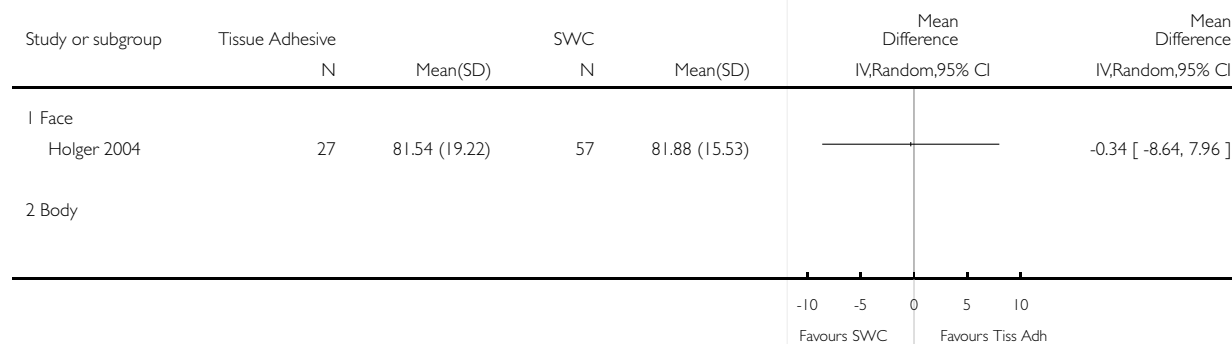 Mean Mean
Study or subgroup Tissue Adhesive SWC Difference Difference
N Mean(SD) N Mean(SD) IV,Random,95% CI IV,Random,95% CI
1 Face
Holger 2004 27 81.54 (19.22) 57 81.88 (15.53) -0.34 [ -8.64, 7.96 ]
2 Body
-10 -5 0 5 10
Favours SWC Favours Tiss Adh